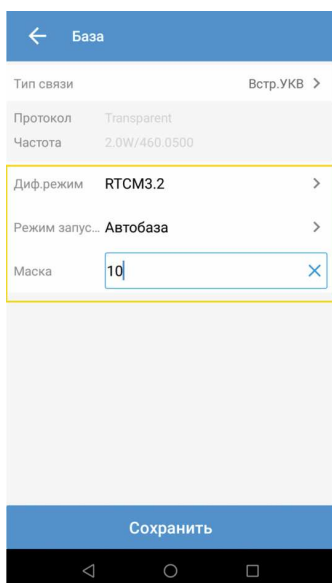 База
Тип связи Встр.УКВ
Протокол Transparent
Частота 2.0W/460.0500
Диф.режим RTCM3.2
Режим запус... Автобаза
Маска 10
Сохранить